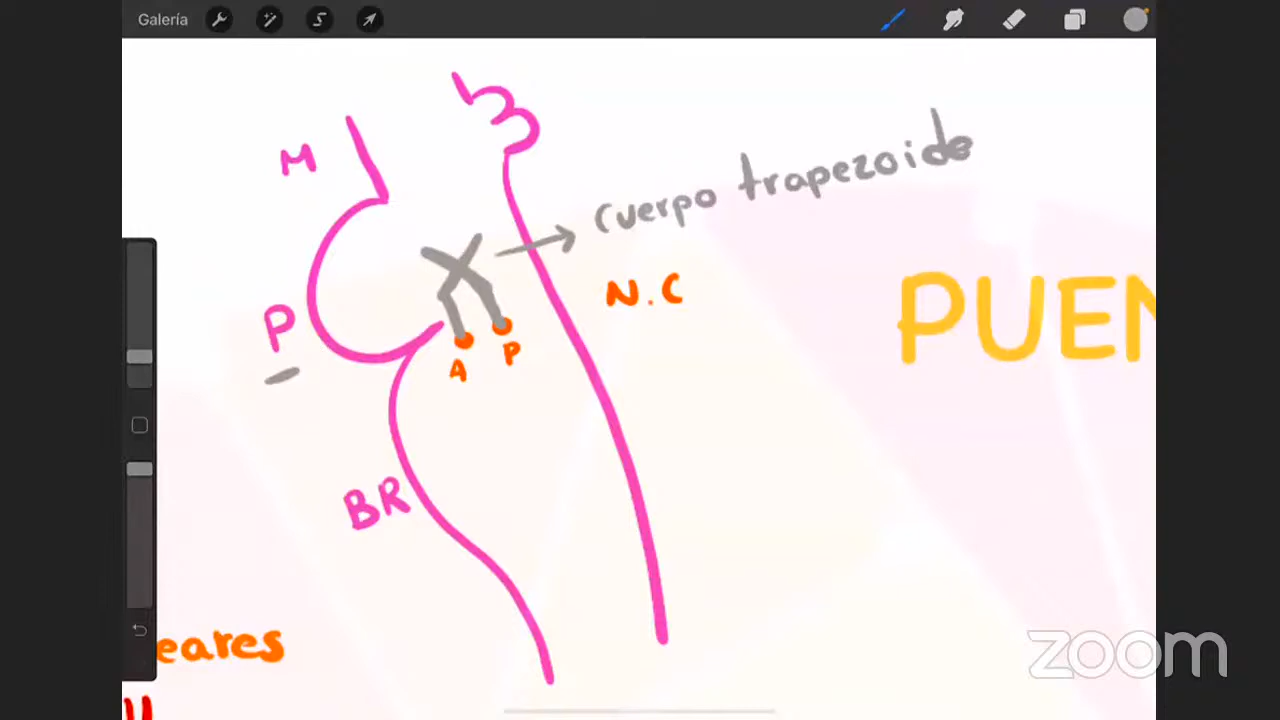 Galería
M
cuerpo trapezoide
N.C
P
A
P
PUEN
BR
eares
zoom